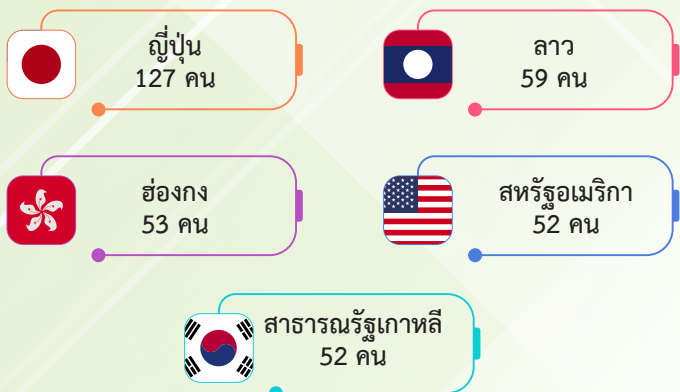 ญี่ปุ่น
127 คน
ลาว
59 คน
ฮ่องกง
53 คน
สหรัฐอเมริกา
52 คน
สาธารณรัฐเกาหลี
52 คน